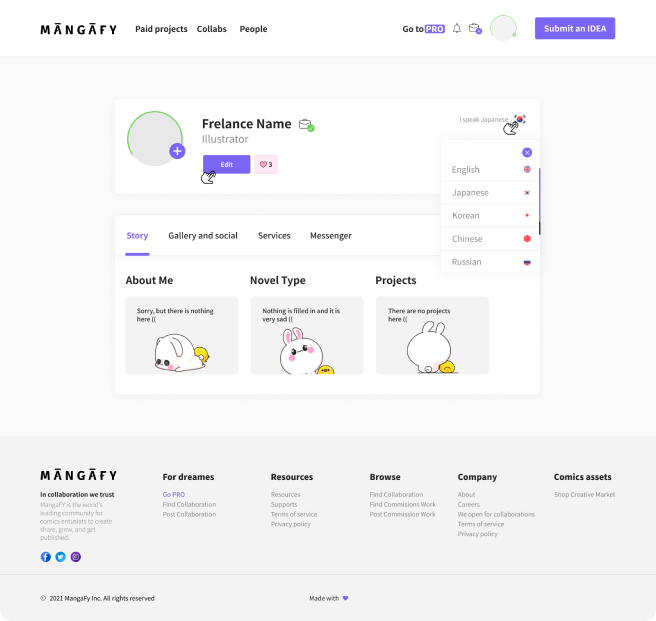 MĀNGĀFY
Paid projects Collabs People
Go to PRO
Submit an IDEA
Frelance Name
Illustrator
I speak Japanese
Edit
3
English
Japanese
Korean
Chinese
Russian
Story Gallery and social Services Messenger
About Me
Sorry, but there is nothing
here ((
Novel Type
Nothing is filled in and it is
very sad ((
Projects
There are no projects
here ((
MĀNGĀFY
In collaboration we trust
MangaFY is the world's
leading community for
comics entusiasts to create
share, grow, and get
published.
For dreames
Go PRO
Find Collaboration
Post Collaboration
Resources
Resources
Supports
Terms of service
Privacy policy
Browse
Find Collaboration
Find Commisions Work
Post Commission Work
Company
About
Careers
We open for collaborations
Terms of service
Privacy policy
Comics assets
Shop Creative Market
© 2021 MangaFy Inc. All rights reserved
Made with